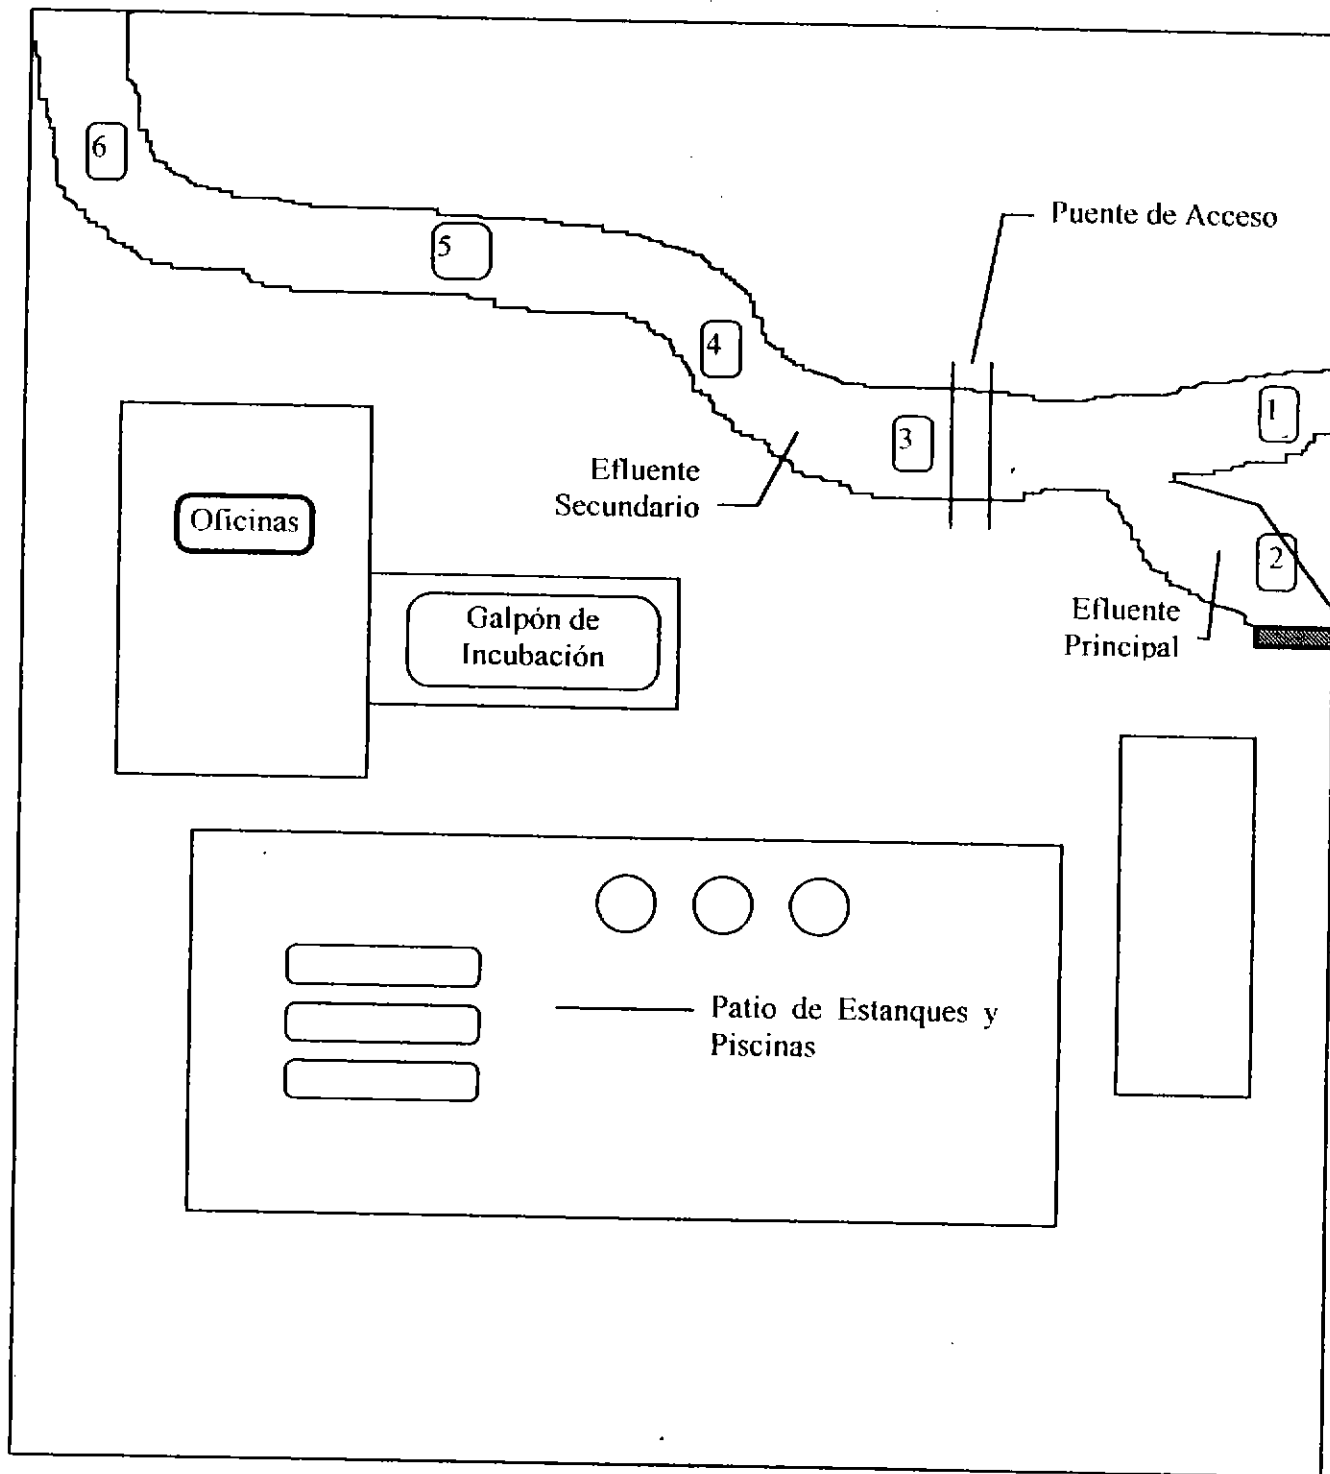 6
5
Puente de Acceso
4
1
3
Efluente
Secundario
Oficinas
2
Galpón de
Incubación
Efluente
Principal
Patio de Estanques y
Piscinas